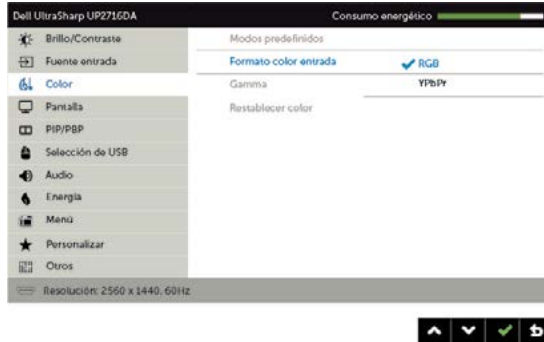 Dell UltraSharp UP2716DA
Consumo energético
Brillo/Contraste
Modos predefinidos
Fuente entrada
Formato color entrada
RGB
Color
Gamma
YPbPr
Pantalla
Restablecer color
PIP/PBP
Selección de USB
Audio
Energía
Menú
Personalizar
Otros
Resolución: 2560 x 1440, 60Hz